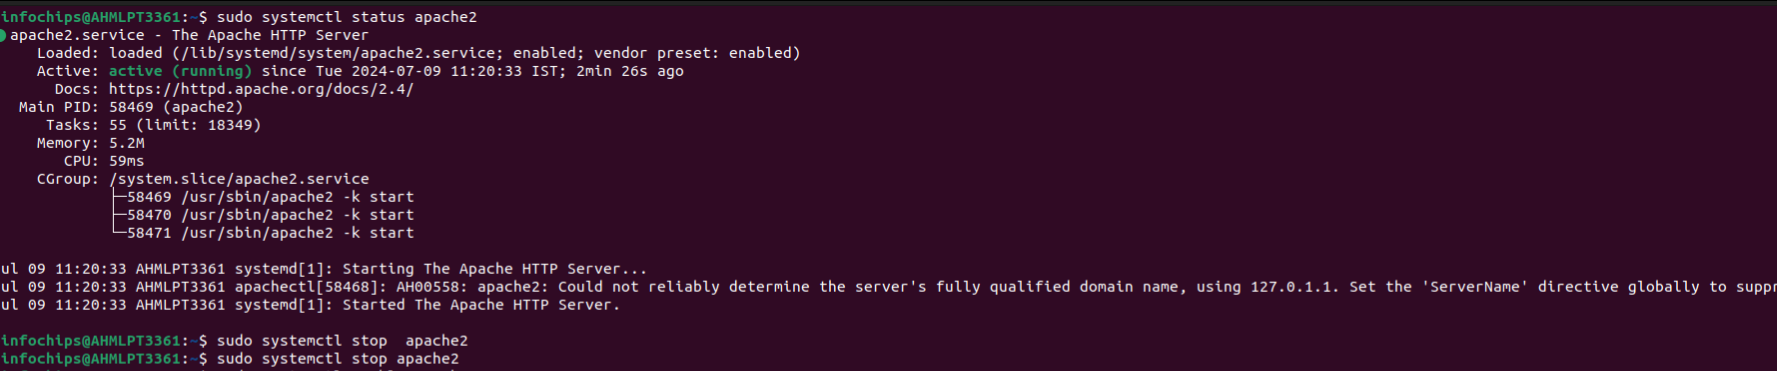 infochips@AHMLPT3361:~$ sudo systemctl status apache2
apache2.service - The Apache HTTP Server
Loaded: loaded (/lib/systemd/system/apache2.service; enabled; vendor preset: enabled)
Active: active (running) since Tue 2024-07-09 11:20:33 IST; 2min 26s ago
Docs: https://httpd.apache.org/docs/2.4/
Main PID: 58469 (apache2)
Tasks: 55 (limit: 18349)
Memory: 5.2M
CPU: 59ms
CGroup: /system.slice/apache2.service
├─58469 /usr/sbin/apache2 -k start
├─58470 /usr/sbin/apache2 -k start
└─58471 /usr/sbin/apache2 -k start
ul 09 11:20:33 AHMLPT3361 systemd[1]: Starting The Apache HTTP Server...
ul 09 11:20:33 AHMLPT3361 apachectl[58468]: AH00558: apache2: Could not reliably determine the server's fully qualified domain name, using 127.0.1.1. Set the 'ServerName' directive globally to suppr
ul 09 11:20:33 AHMLPT3361 systemd[1]: Started The Apache HTTP Server.
infochips@AHMLPT3361:~$ sudo systemctl stop  apache2
infochips@AHMLPT3361:~$ sudo systemctl stop apache2